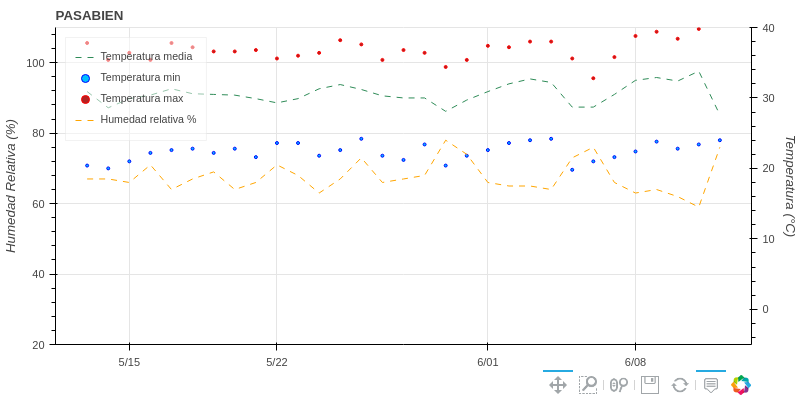 PASABIEN
Temperatura media
Temperatura min
Temperatura max
Humedad relativa %
Humedad Relativa (%)
100
80
60
40
20
Temperatura (°C)
40
30
20
10
0
5/15
5/22
6/01
6/08